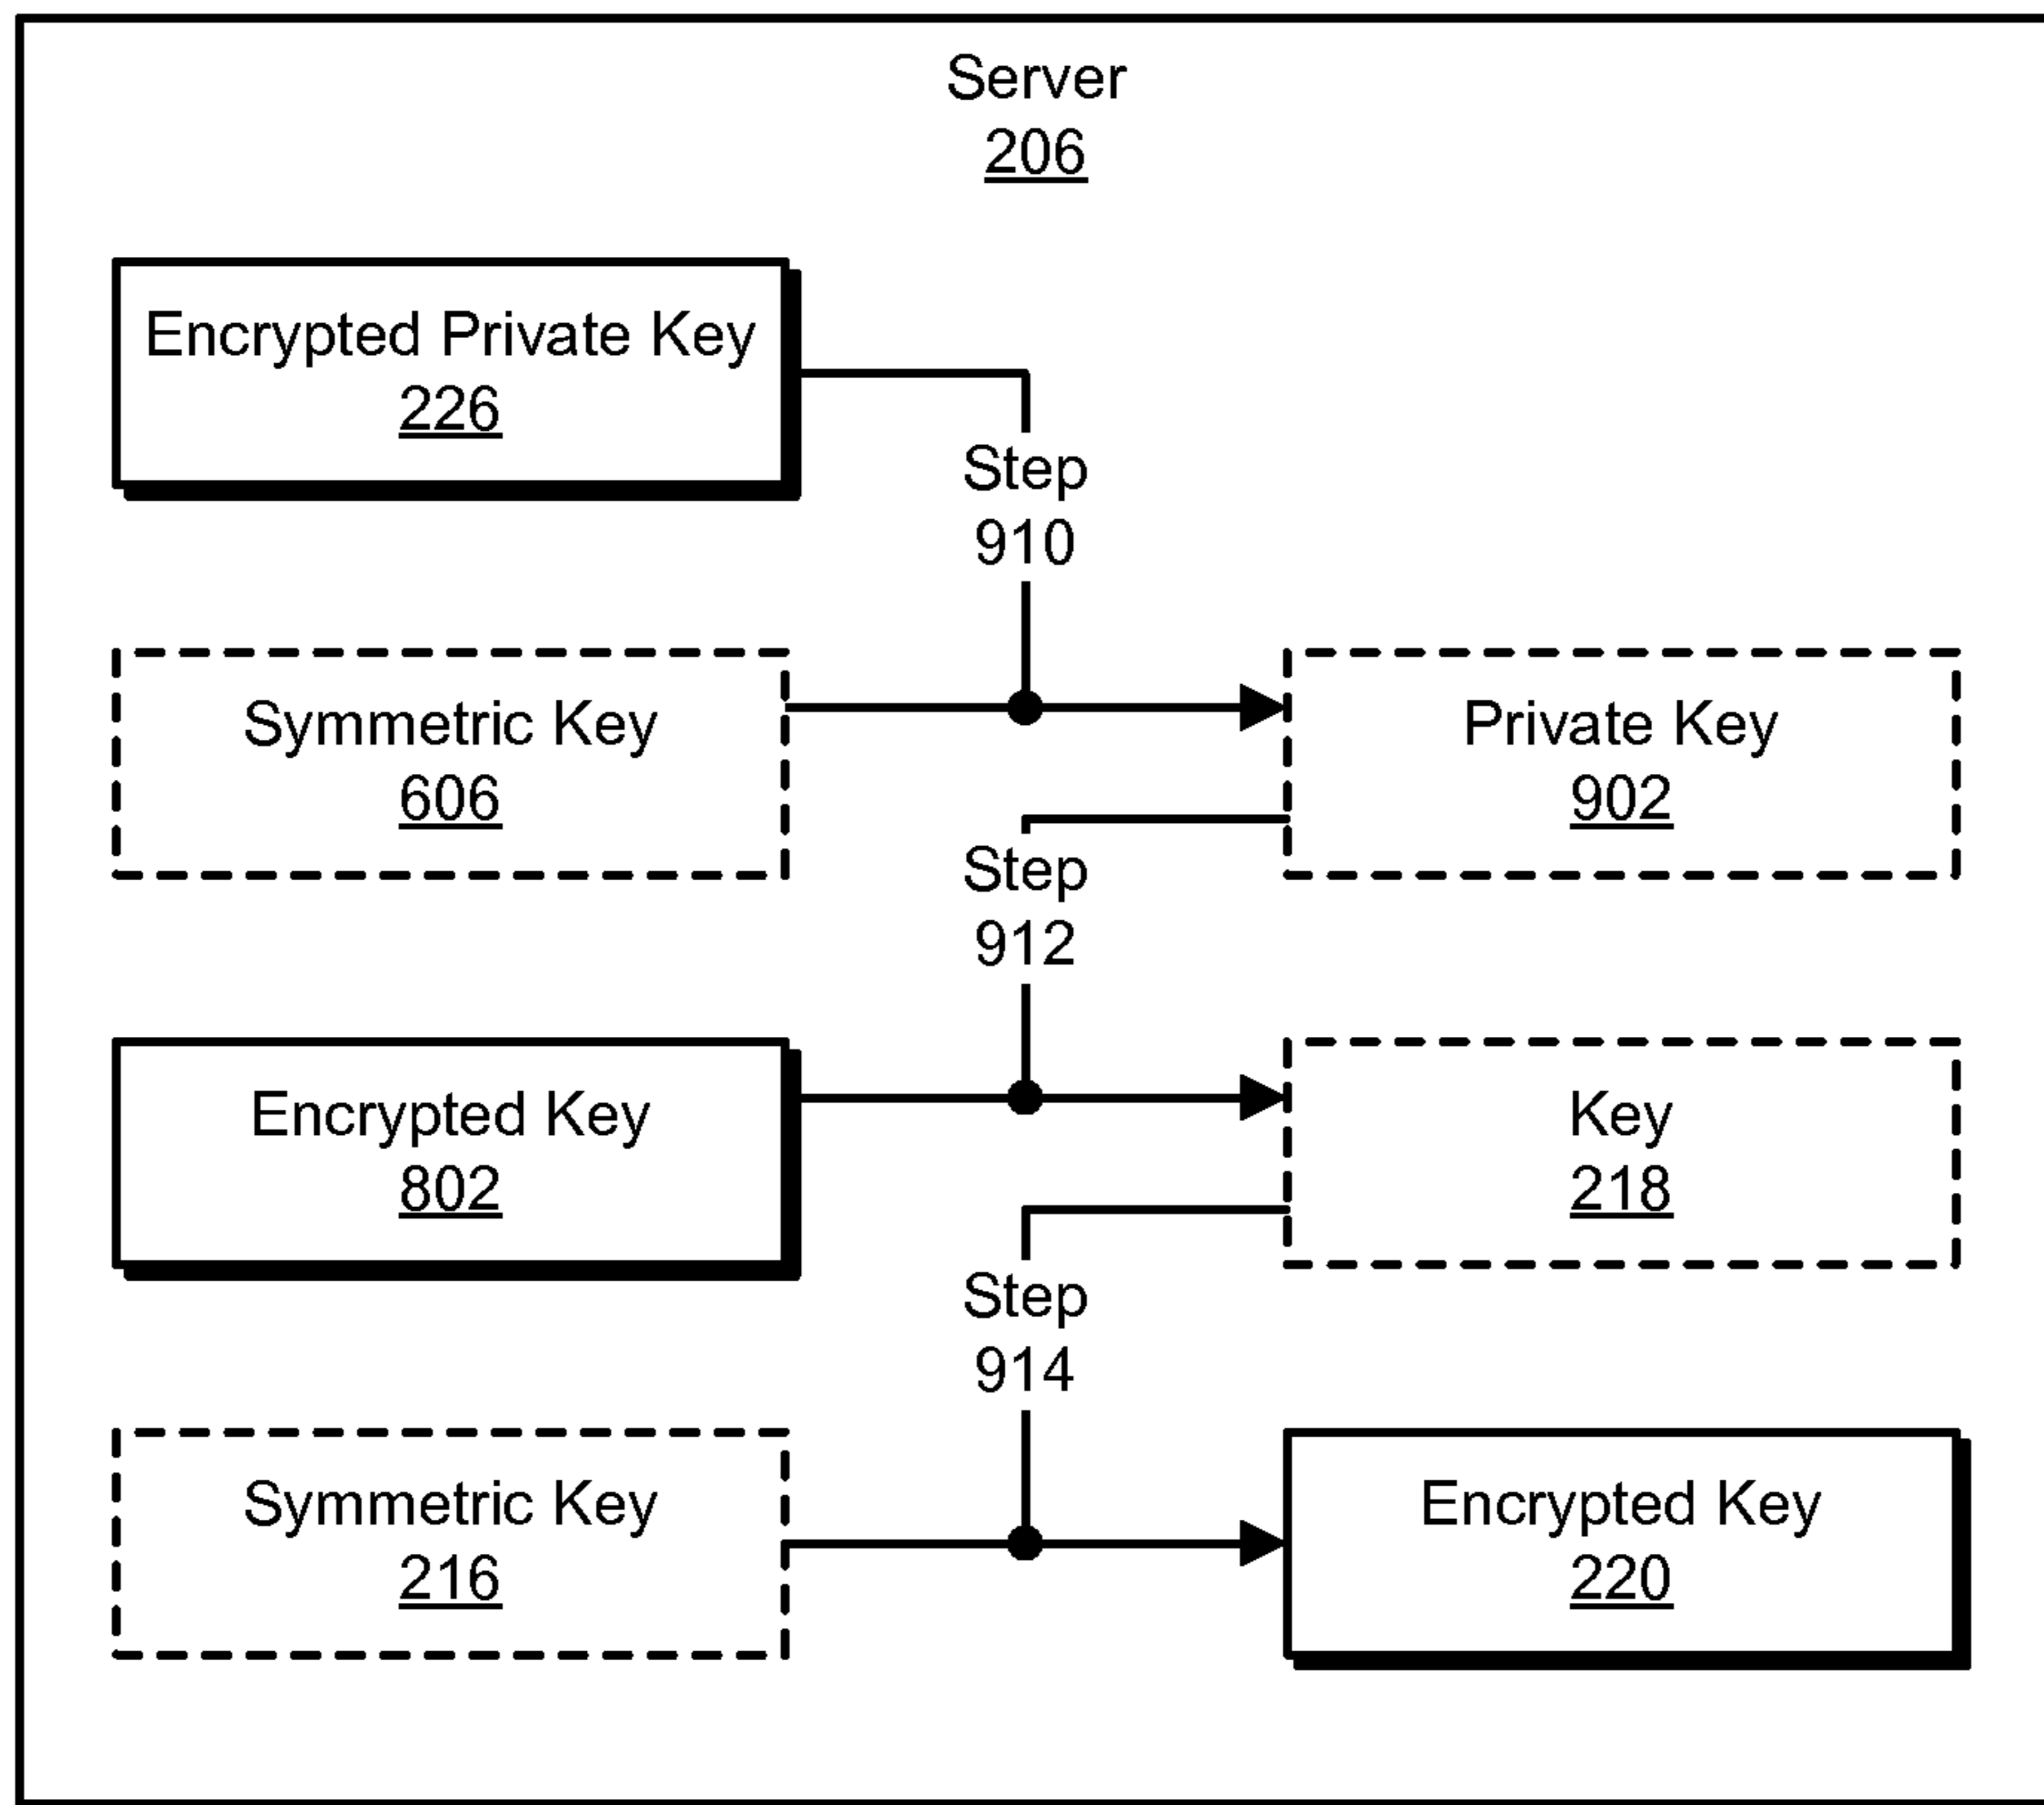 Server
206
Encrypted Private Key
226
Step
910
Symmetric Key
606
Private Key
902
Step
912
Encrypted Key
802
Key
218
Step
914
Symmetric Key
216
Encrypted Key
220